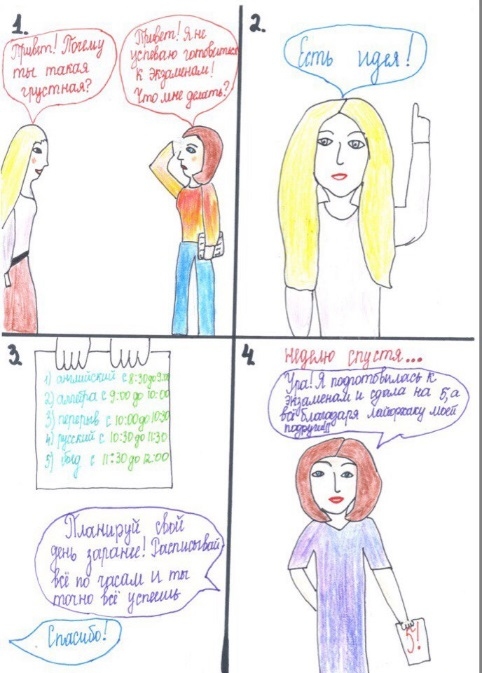 1.
Привит! Почему
ты такая
грустная?
Привет! Я не
успеваю готовиться
к экзаменам!
Что мне делать?
2.
Есть идея!
3
1) английский с 8:30 до 9:00
2) алгебра с 9:00 до 10:00
3) перерыв с 10:00 до 10:30
4) русский с 10:30 до 11:30
5) обед с 11:30 до 12:00
Планируй свой
день заранее! Расписывай
всё по часам и ты
точно всё успеешь
Спасибо!
4.
неделю спустя...
Ура! Я подготовилась к
экзаменам и сдала на 5, а
всё благодаря лайфхаку моей
подруги!!!
5!